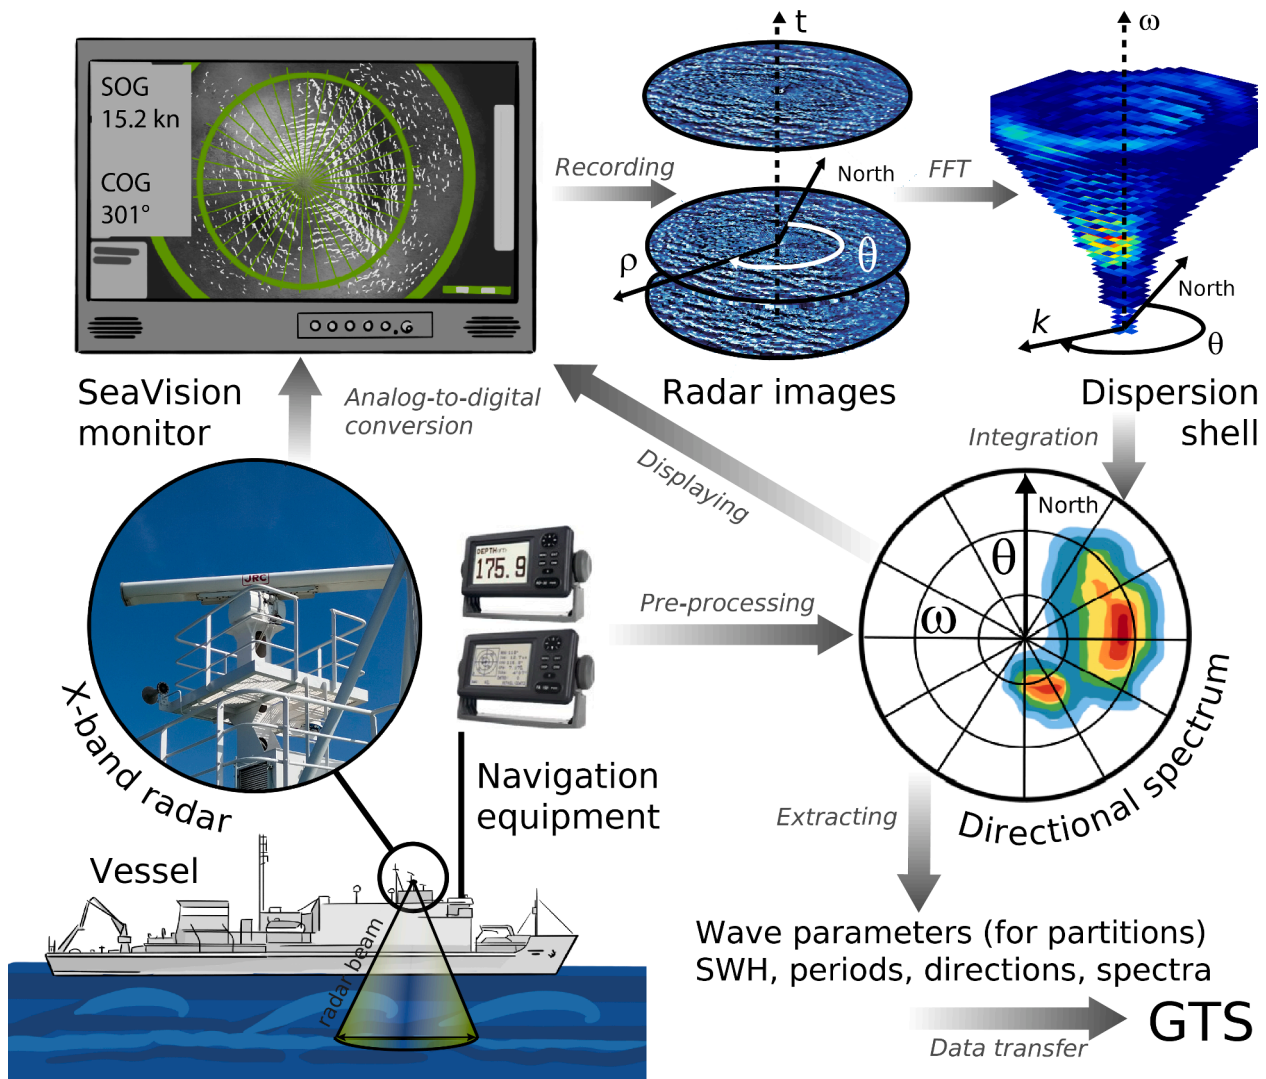 SOG
15.2 kn
COG
301°
SeaVision
monitor
Recording
t
North
ρ
θ
Radar images
FFT
ω
North
k
θ
Dispersion
shell
Analog-to-digital
conversion
Displaying
Integration
North
θ
ω
Directional spectrum
JRC
X-band radar
DEPTH
175.9
Navigation
equipment
Pre-processing
Extracting
Vessel
radar beam
Wave parameters (for partitions)
SWH, periods, directions, spectra
Data transfer
GTS